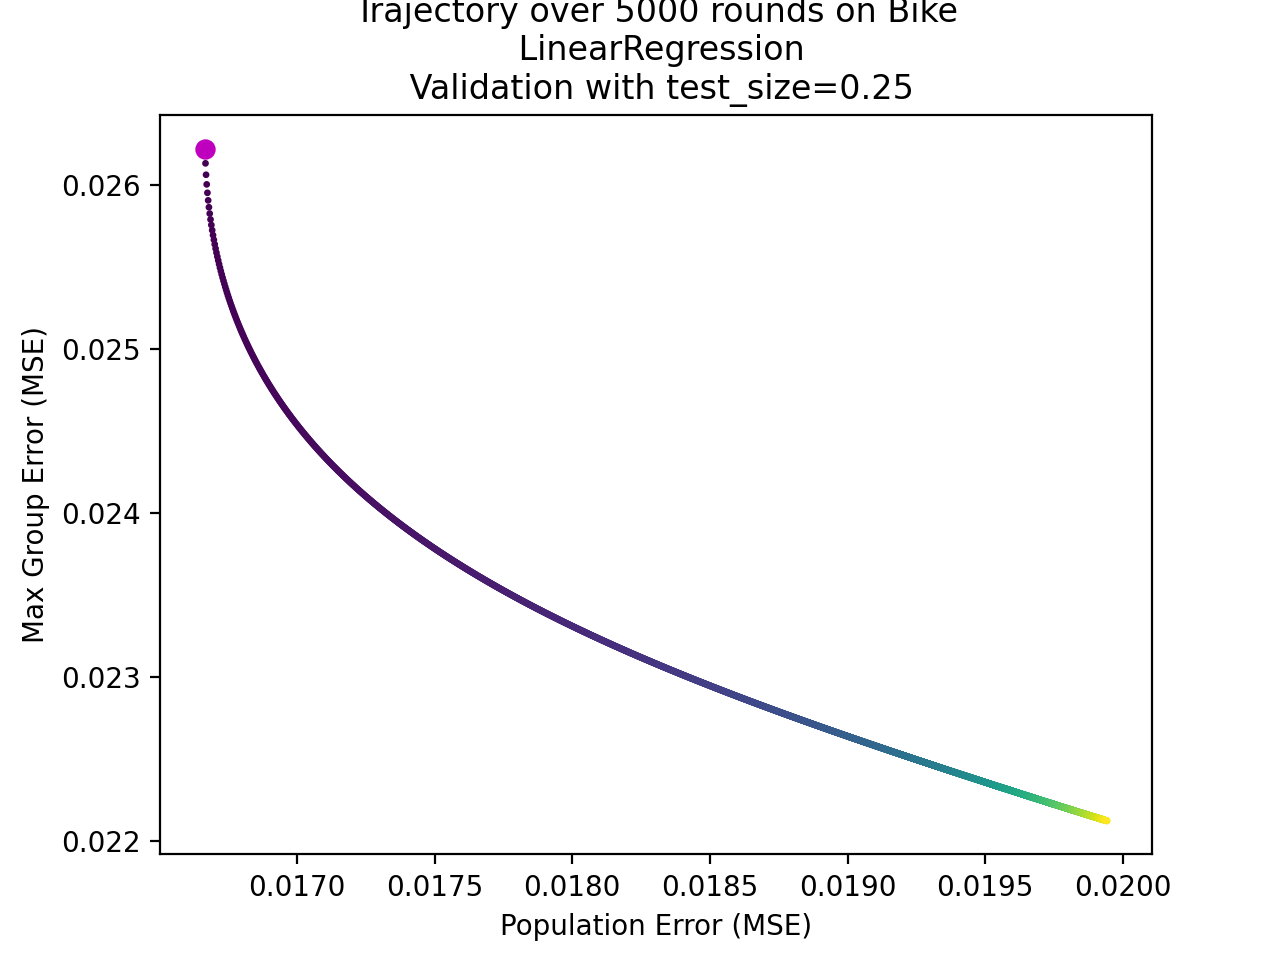 Trajectory over 5000 rounds on Bike
LinearRegression
Validation with test_size=0.25
Max Group Error (MSE)
0.026
0.025
0.024
0.023
0.022
0.0170 0.0175 0.0180 0.0185 0.0190 0.0195 0.0200
Population Error (MSE)